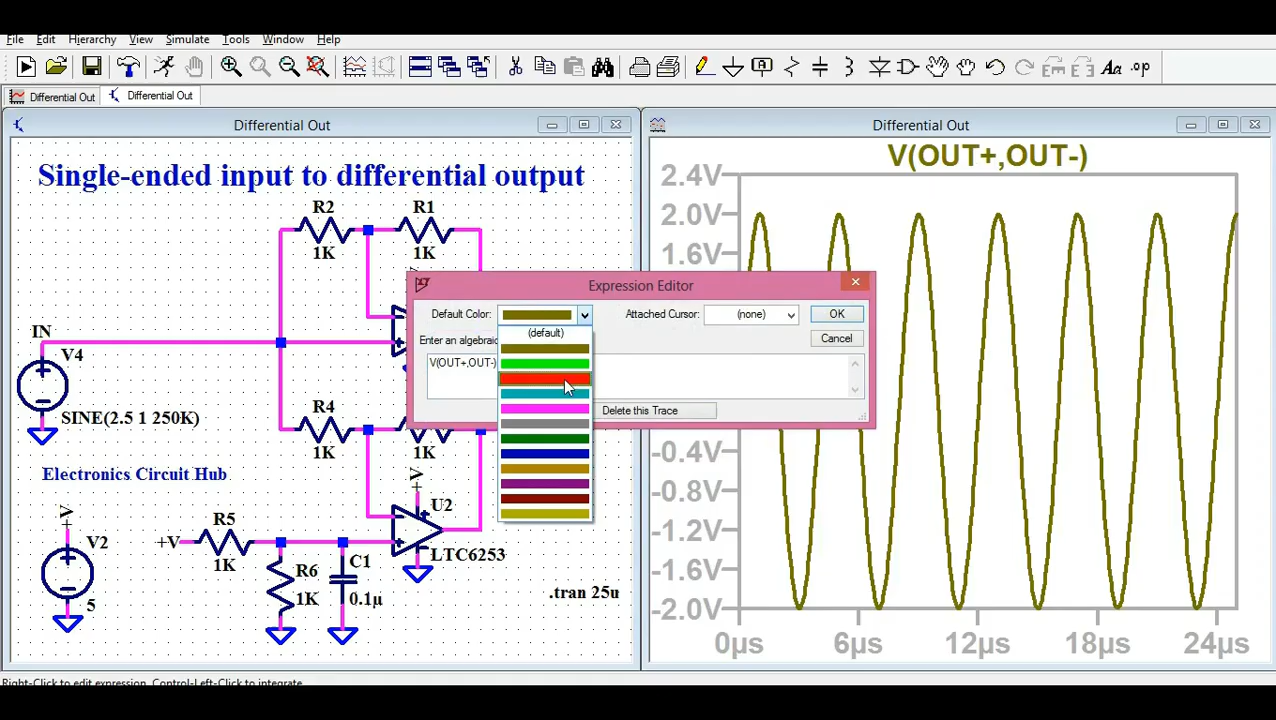 File Edit Hierarchy View Simulate Tools Window Help
Differential Out
Differential Out
Differential Out
Single-ended input to differential output
R2
R1
1K
1K
IN
V4
SINE(2.5 1 250K)
R4
1K
1K
Electronics Circuit Hub
+V
V2
5
+V
R5
1K
R6
1K
C1
0.1µ
+V
U2
LTC6253
.tran 25u
Expression Editor
Default Color:
Attached Cursor:
(none)
OK
(default)
Cancel
Enter an algebraic
V(OUT+,OUT-)
Delete this Trace
Differential Out
V(OUT+,OUT-)
2.4V
2.0V
1.6V
-0.4V
-0.8V
-1.2V
-1.6V
-2.0V
0µs
6µs
12µs
18µs
24µs
Right-Click to edit expression, Control-Left-Click to integrate